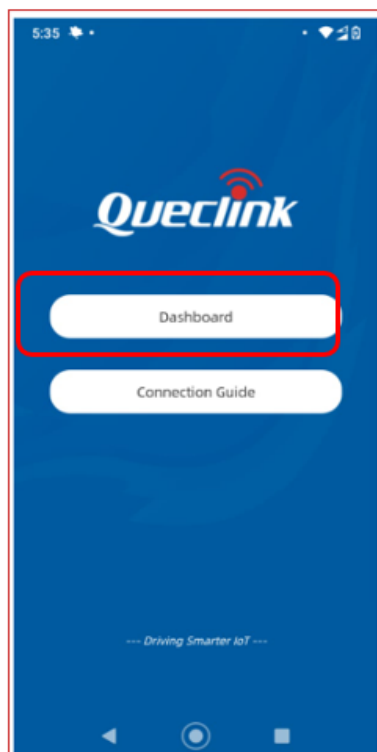 5:35
Queclink
Dashboard
Connection Guide
--- Driving Smarter IoT ---